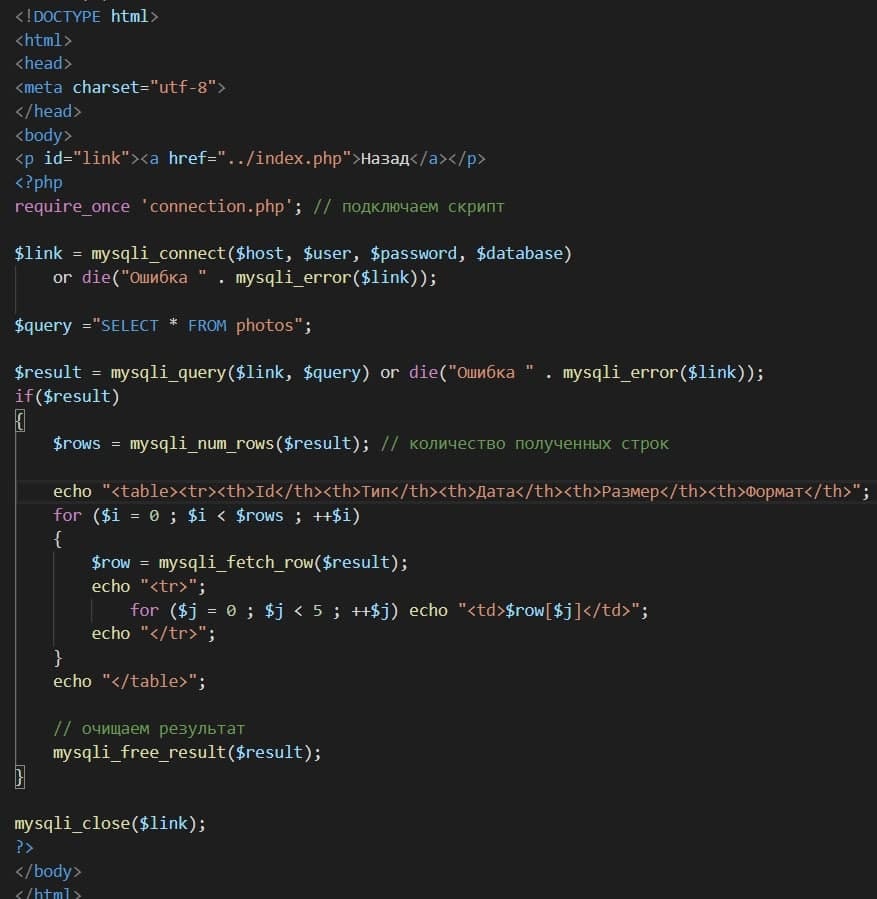 <!DOCTYPE html>
<html>
<head>
<meta charset="utf-8">
</head>
<body>
<p id="link"><a href="../index.php">Назад</a></p>
<?php
require_once 'connection.php'; // подключаем скрипт
$link = mysqli_connect($host, $user, $password, $database)
or die("Ошибка " . mysqli_error($link));
$query ="SELECT * FROM photos";
$result = mysqli_query($link, $query) or die("Ошибка " . mysqli_error($link));
if($result)
{
$rows = mysqli_num_rows($result); // количество полученных строк
echo "<table><tr><th>Id</th><th>Тип</th><th>Дата</th><th>Размер</th><th>Формат</th>";
for ($i = 0 ; $i < $rows ; ++$i)
{
$row = mysqli_fetch_row($result);
echo "<tr>";
for ($j = 0 ; $j < 5 ; ++$j) echo "<td>$row[$j]</td>";
echo "</tr>";
}
echo "</table>";
// очищаем результат
mysqli_free_result($result);
}
mysqli_close($link);
?>
</body>
</html>